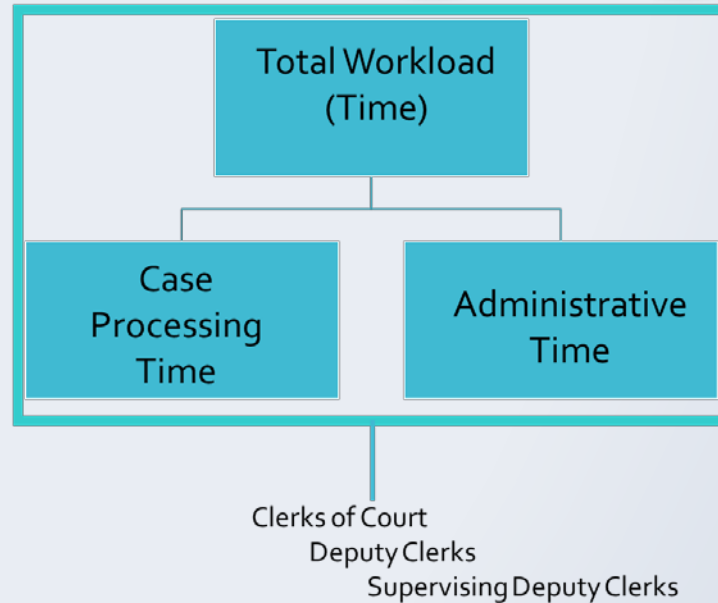 Total Workload
(Time)
Case
Processing
Time
Administrative
Time
Clerks of Court
Deputy Clerks
Supervising Deputy Clerks